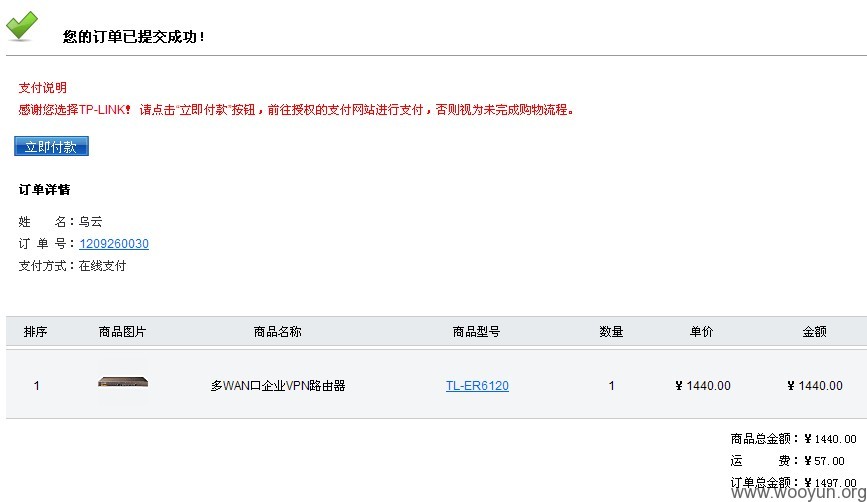 您的订单已提交成功！
支付说明
感谢您选择TP-LINK！ 请点击“立即付款”按钮，前往授权的支付网站进行支付，否则视为未完成购物流程。
立即付款
订单详情
姓 名：乌云
订 单 号：1209260030
支付方式：在线支付
排序 商品图片 商品名称 商品型号 数量 单价 金额
1 多WAN口企业VPN路由器 TL-ER6120 1 ¥ 1440.00 ¥ 1440.00
商品总金额：¥1440.00
运 费：¥57.00
订单总金额：¥1497.00
www.wooyun.org